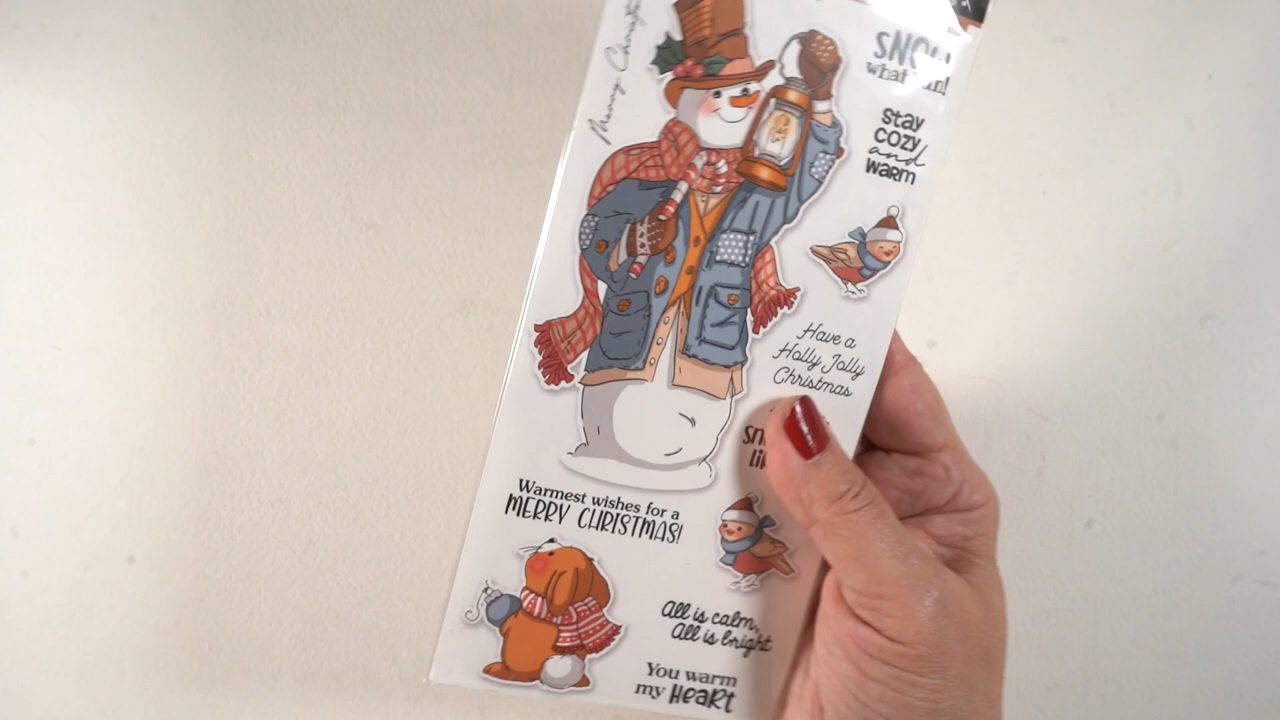 Merry Christm
SNOW
what fun!
Stay
COZY
and
WARM
Have a
Holly Jolly
Christmas
Warmest wishes for a
MERRY CHRISTMAS!
All is calm,
All is bright
You warm
my HeaRt